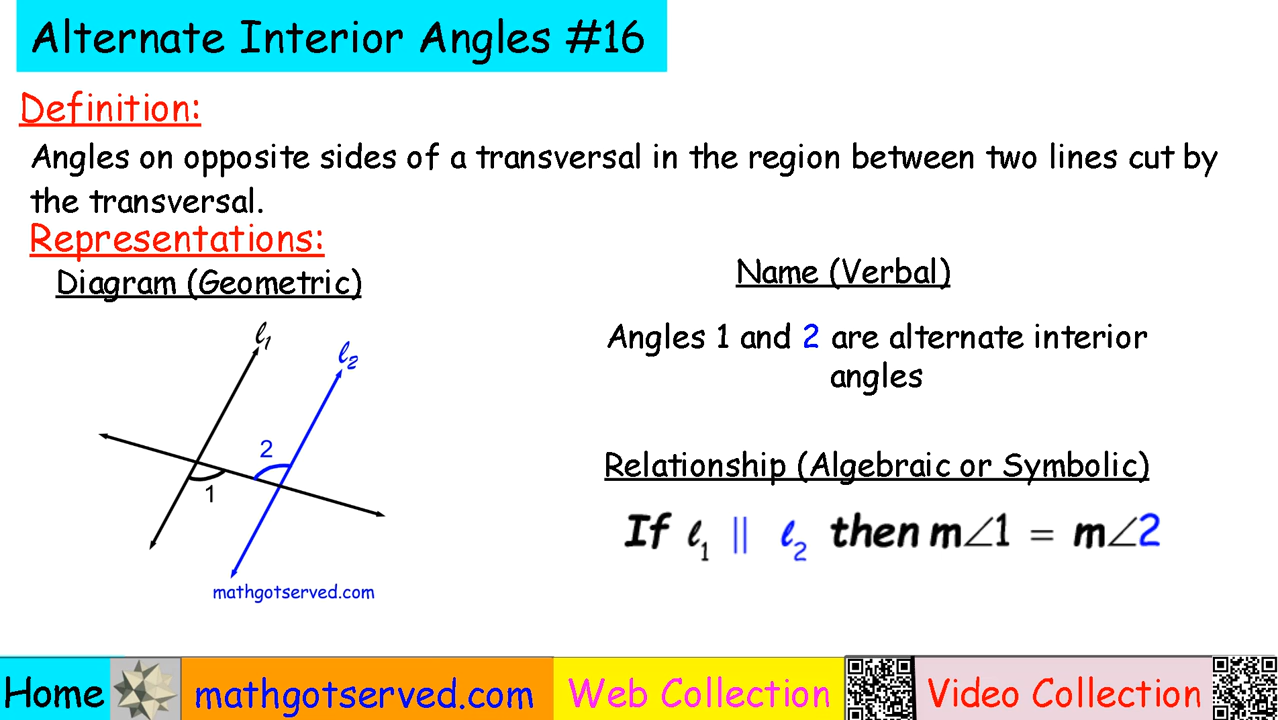 Alternate Interior Angles #16
Definition:
Angles on opposite sides of a transversal in the region between two lines cut by
the transversal.
Representations:
Diagram (Geometric)
Name (Verbal)
Angles 1 and 2 are alternate interior
angles
ℓ₁
ℓ₂
2
1
mathgotserved.com
Relationship (Algebraic or Symbolic)
If ℓ₁ || ℓ₂ then m∠1 = m∠2
Home mathgotserved.com Web Collection Video Collection